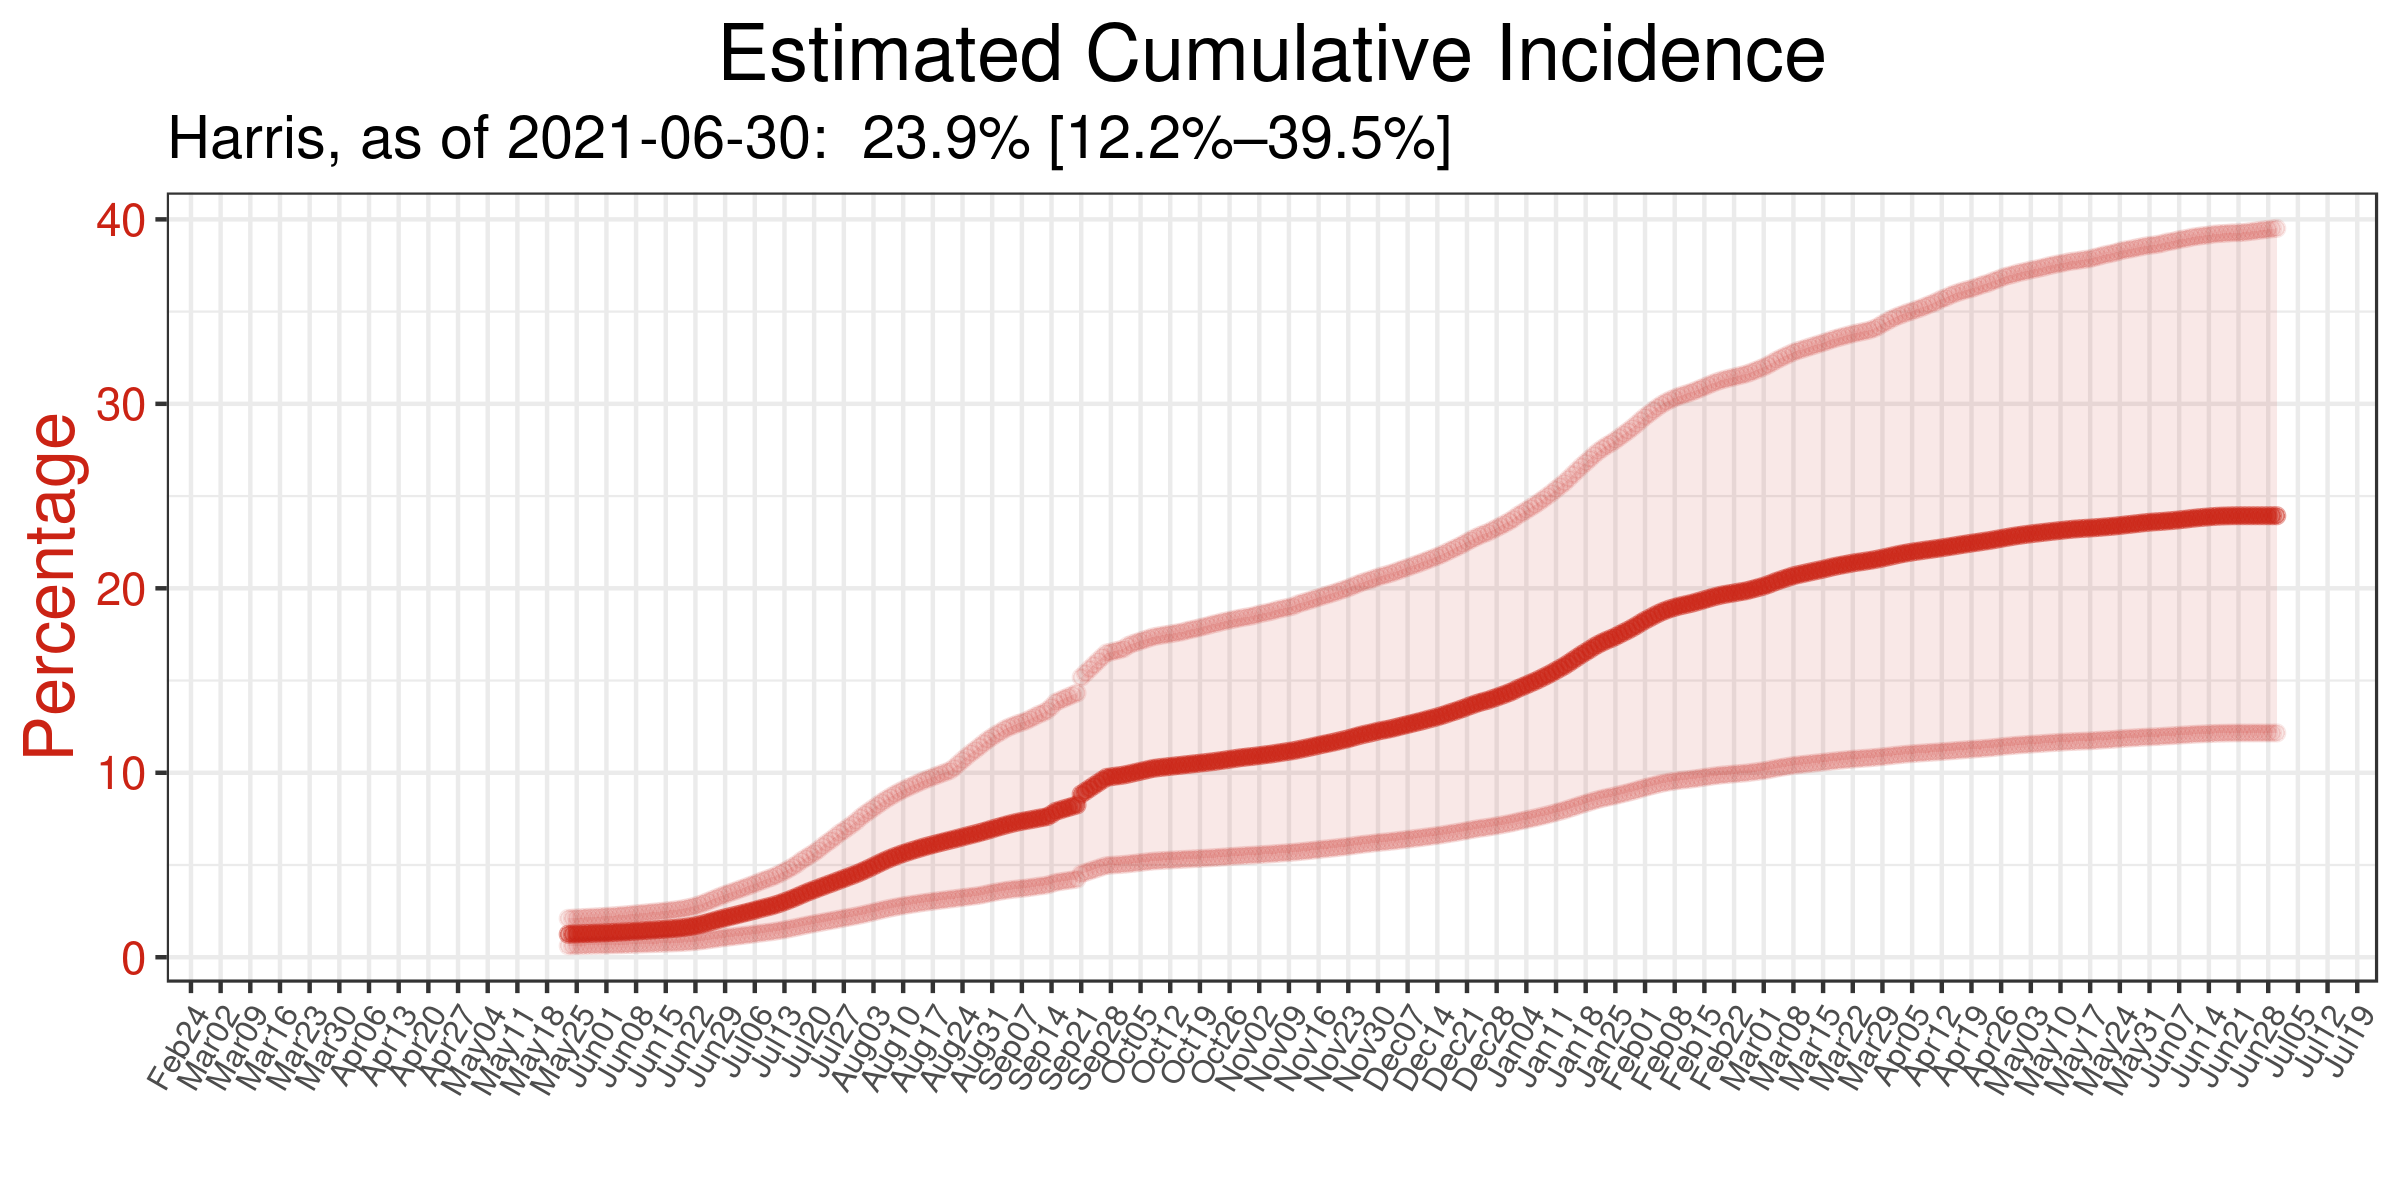 Estimated Cumulative Incidence
Harris, as of 2021-06-30:  23.9% [12.2%–39.5%]
Percentage
40
30
20
10
0
Feb24
Mar02
Mar09
Mar16
Mar23
Mar30
Apr06
Apr13
Apr20
Apr27
May04
May11
May18
May25
Jun01
Jun08
Jun15
Jun22
Jun29
Jul06
Jul13
Jul20
Jul27
Aug03
Aug10
Aug17
Aug24
Aug31
Sep07
Sep14
Sep21
Sep28
Oct05
Oct12
Oct19
Oct26
Nov02
Nov09
Nov16
Nov23
Nov30
Dec07
Dec14
Dec21
Dec28
Jan04
Jan11
Jan18
Jan25
Feb01
Feb08
Feb15
Feb22
Mar01
Mar08
Mar15
Mar22
Mar29
Apr05
Apr12
Apr19
Apr26
May03
May10
May17
May24
May31
Jun07
Jun14
Jun21
Jun28
Jul05
Jul12
Jul19